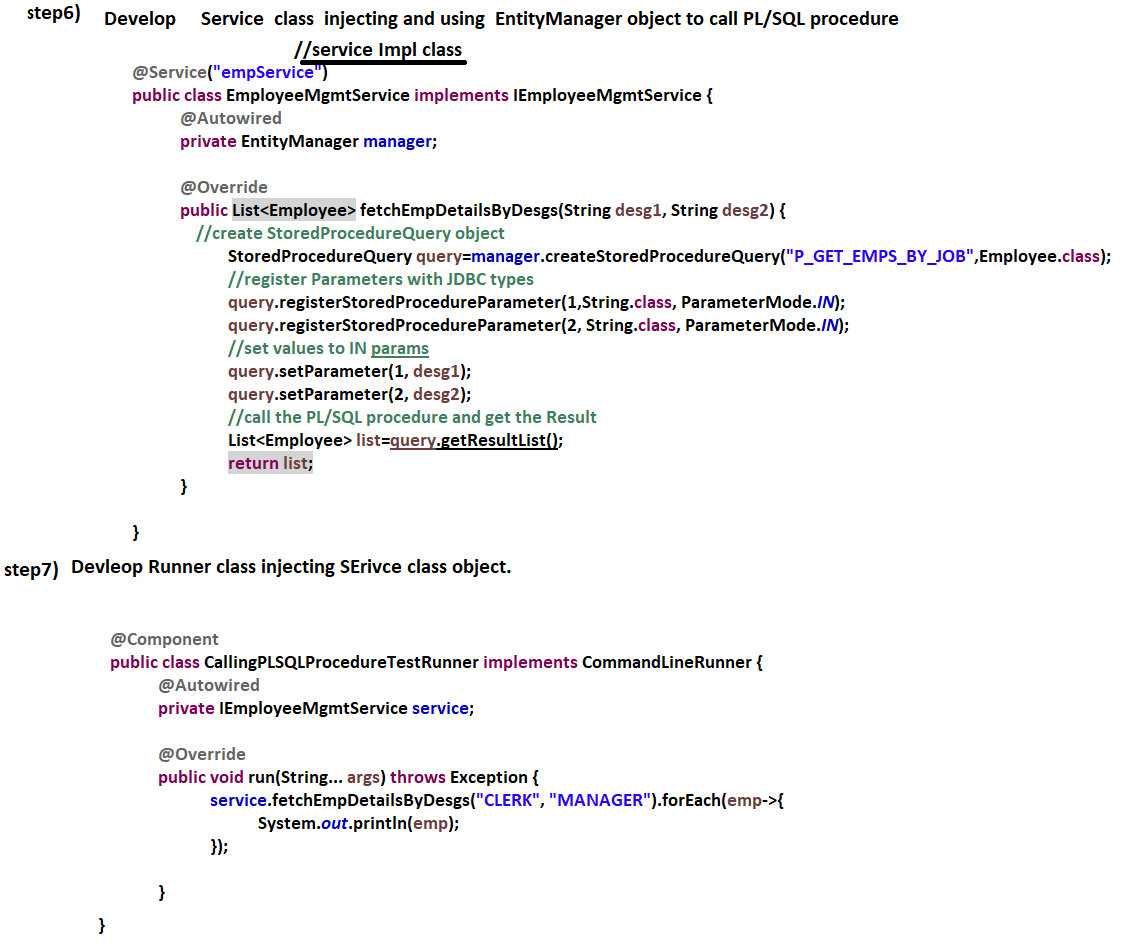 step6) Develop Service class injecting and using EntityManager object to call PL/SQL procedure
//service Impl class
@Service("empService")
public class EmployeeMgmtService implements IEmployeeMgmtService {
@Autowired
private EntityManager manager;
@Override
public List<Employee> fetchEmpDetailsByDesgs(String desg1, String desg2) {
//create StoredProcedureQuery object
StoredProcedureQuery query=manager.createStoredProcedureQuery("P_GET_EMPS_BY_JOB",Employee.class);
//register Parameters with JDBC types
query.registerStoredProcedureParameter(1,String.class, ParameterMode.IN);
query.registerStoredProcedureParameter(2, String.class, ParameterMode.IN);
//set values to IN params
query.setParameter(1, desg1);
query.setParameter(2, desg2);
//call the PL/SQL procedure and get the Result
List<Employee> list=query.getResultList();
return list;
}
}
step7) Devleop Runner class injecting SErivce class object.
@Component
public class CallingPLSQLProcedureTestRunner implements CommandLineRunner {
@Autowired
private IEmployeeMgmtService service;
@Override
public void run(String... args) throws Exception {
service.fetchEmpDetailsByDesgs("CLERK", "MANAGER").forEach(emp->{
System.out.println(emp);
});
}
}